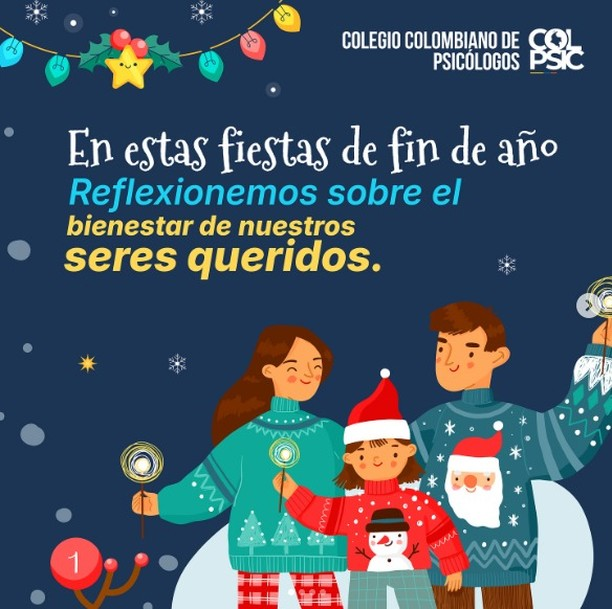 COLEGIO COLOMBIANO DE
PSICÓLOGOS
COL
PSIC
En estas fiestas de fin de año
Reflexionemos sobre el
bienestar de nuestros
seres queridos.
1